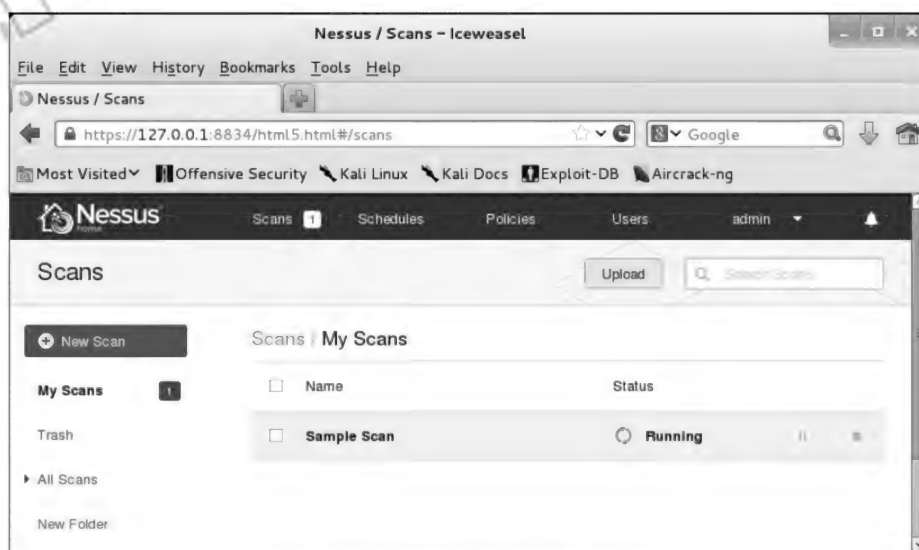 Nessus / Scans - Iceweasel
File Edit View History Bookmarks Tools Help
Nessus / Scans
https://127.0.0.1:8834/html5.html#/scans
Google
Most Visited Offensive Security Kali Linux Kali Docs Exploit-DB Aircrack-ng
Nessus home Scans 1 Schedules Policies Users admin
Scans Upload Search Scans
New Scan
Scans / My Scans
My Scans 1
Name Status
Trash
Sample Scan Running
All Scans
New Folder